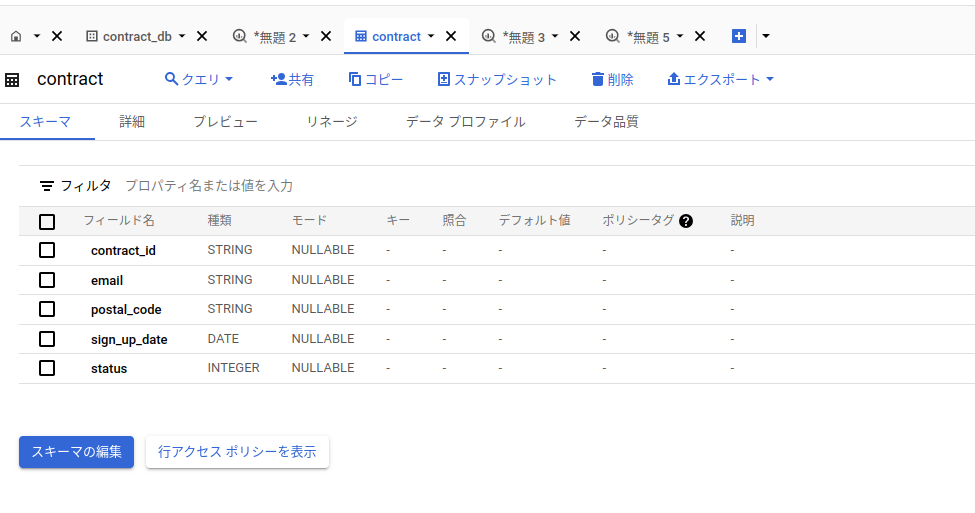 contract_db *無題 2 contract *無題 3 *無題 5
contract クエリ 共有 コピー スナップショット 削除 エクスポート
スキーマ 詳細 プレビュー リネージ データ プロファイル データ品質
フィルタ プロパティ名または値を入力
フィールド名 種類 モード キー 照合 デフォルト値 ポリシータグ ? 説明
contract_id STRING NULLABLE - - - - -
email STRING NULLABLE - - - - -
postal_code STRING NULLABLE - - - - -
sign_up_date DATE NULLABLE - - - - -
status INTEGER NULLABLE - - - - -
スキーマの編集 行アクセス ポリシーを表示